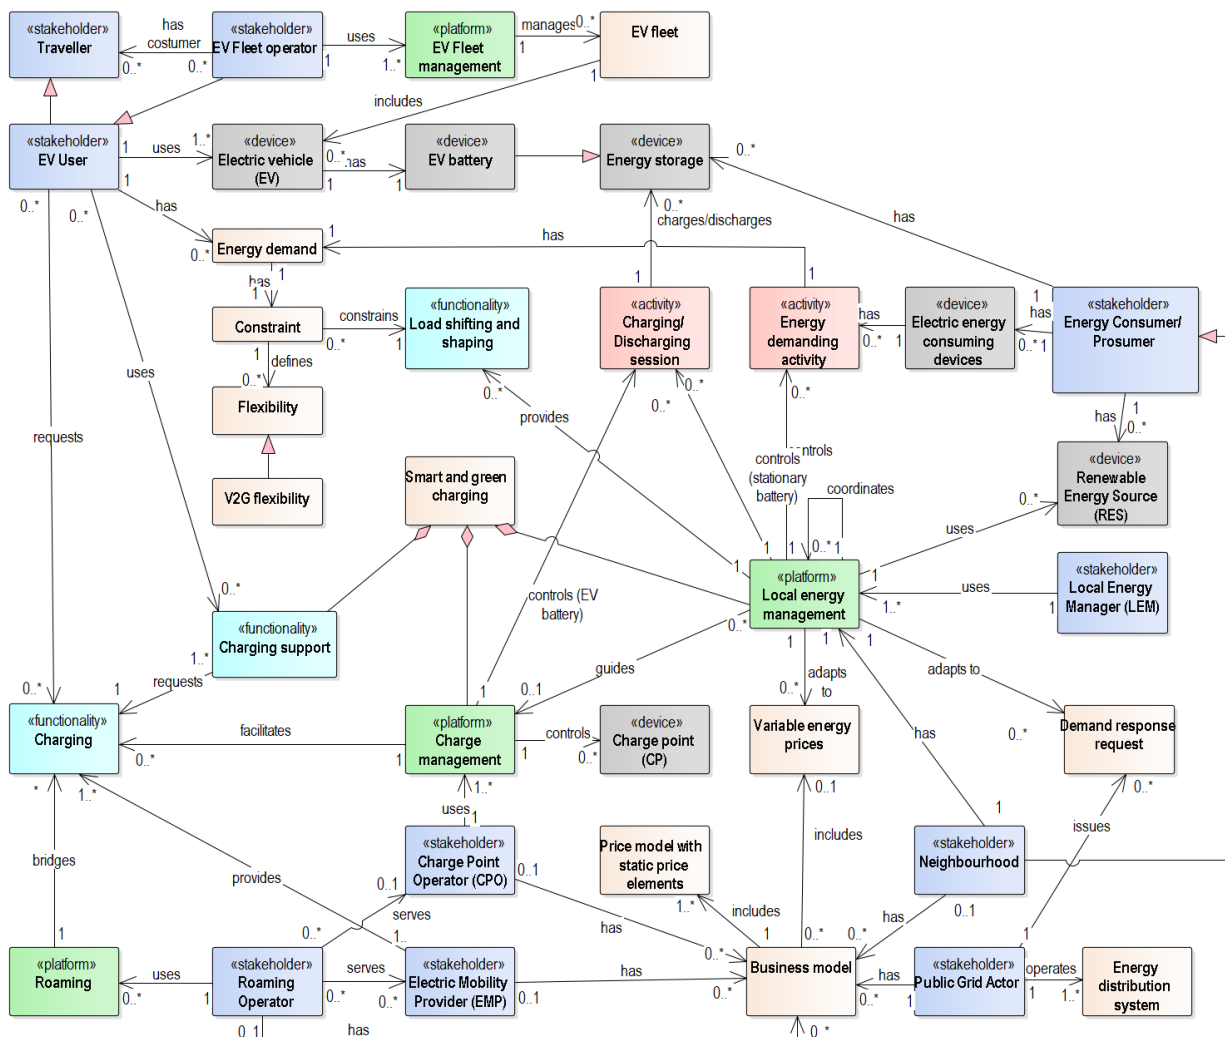 «stakeholder»
Traveller
has
costumer
0..*
0..*
«stakeholder»
EV Fleet operator
uses
1
1..*
«platform»
EV Fleet
management
manages
0..*
1
EV fleet
1
includes
0..*
«stakeholder»
EV User
1
uses
1..*
«device»
Electric vehicle
(EV)
has
1
1
«device»
EV battery
«device»
Energy storage
0..*
0..*
0..*
1
has
0..*
Energy demand
1
has
1
has
1
0..*
charges/discharges
has
Constraint
constrains
0..*
1
«functionality»
Load shifting and
shaping
1
«activity»
Charging/
Discharging
session
1
«activity»
Energy
demanding
activity
has
0..*
1
«device»
Electric energy
consuming
devices
1
has
0..*
1
«stakeholder»
Energy Consumer/
Prosumer
1
defines
0..*
Flexibility
uses
0..*
provides
0..*
0..*
0..*
1
has
0..*
requests
V2G flexibility
Smart and green
charging
controls
controls
(stationary
battery)
coordinates
«device»
Renewable
Energy Source
(RES)
0..*
uses
1
1
1
1
0..*
1
«platform»
Local energy
management
1
uses
1..*
1
«stakeholder»
Local Energy
Manager (LEM)
controls (EV
battery)
0..*
«functionality»
Charging support
1..*
requests
0..*
1
0..*
guides
0..1
1
1
1
adapts
to
0..*
adapts to
0..*
«functionality»
Charging
facilitates
0..*
1
1
«platform»
Charge
management
controls
1
0..*
«device»
Charge point
(CP)
Variable energy
prices
Demand response
request
has
*
1..*
1..*
uses
1
0..1
0..*
bridges
provides
«stakeholder»
Charge Point
Operator (CPO)
0..1
0..1
serves
0..*
has
0..*
Price model with
static price
elements
1..*
includes
1
includes
0..*
1
«stakeholder»
Neighbourhood
0..1
has
0..*
issues
1
1
«platform»
Roaming
uses
0..*
1
«stakeholder»
Roaming
Operator
serves
0..*
0..*
1..
«stakeholder»
Electric Mobility
Provider (EMP)
has
0..1
0..*
Business model
has
0..*
1
«stakeholder»
Public Grid Actor
operates
1
1..*
Energy
distribution
system
0..1
has
0..*